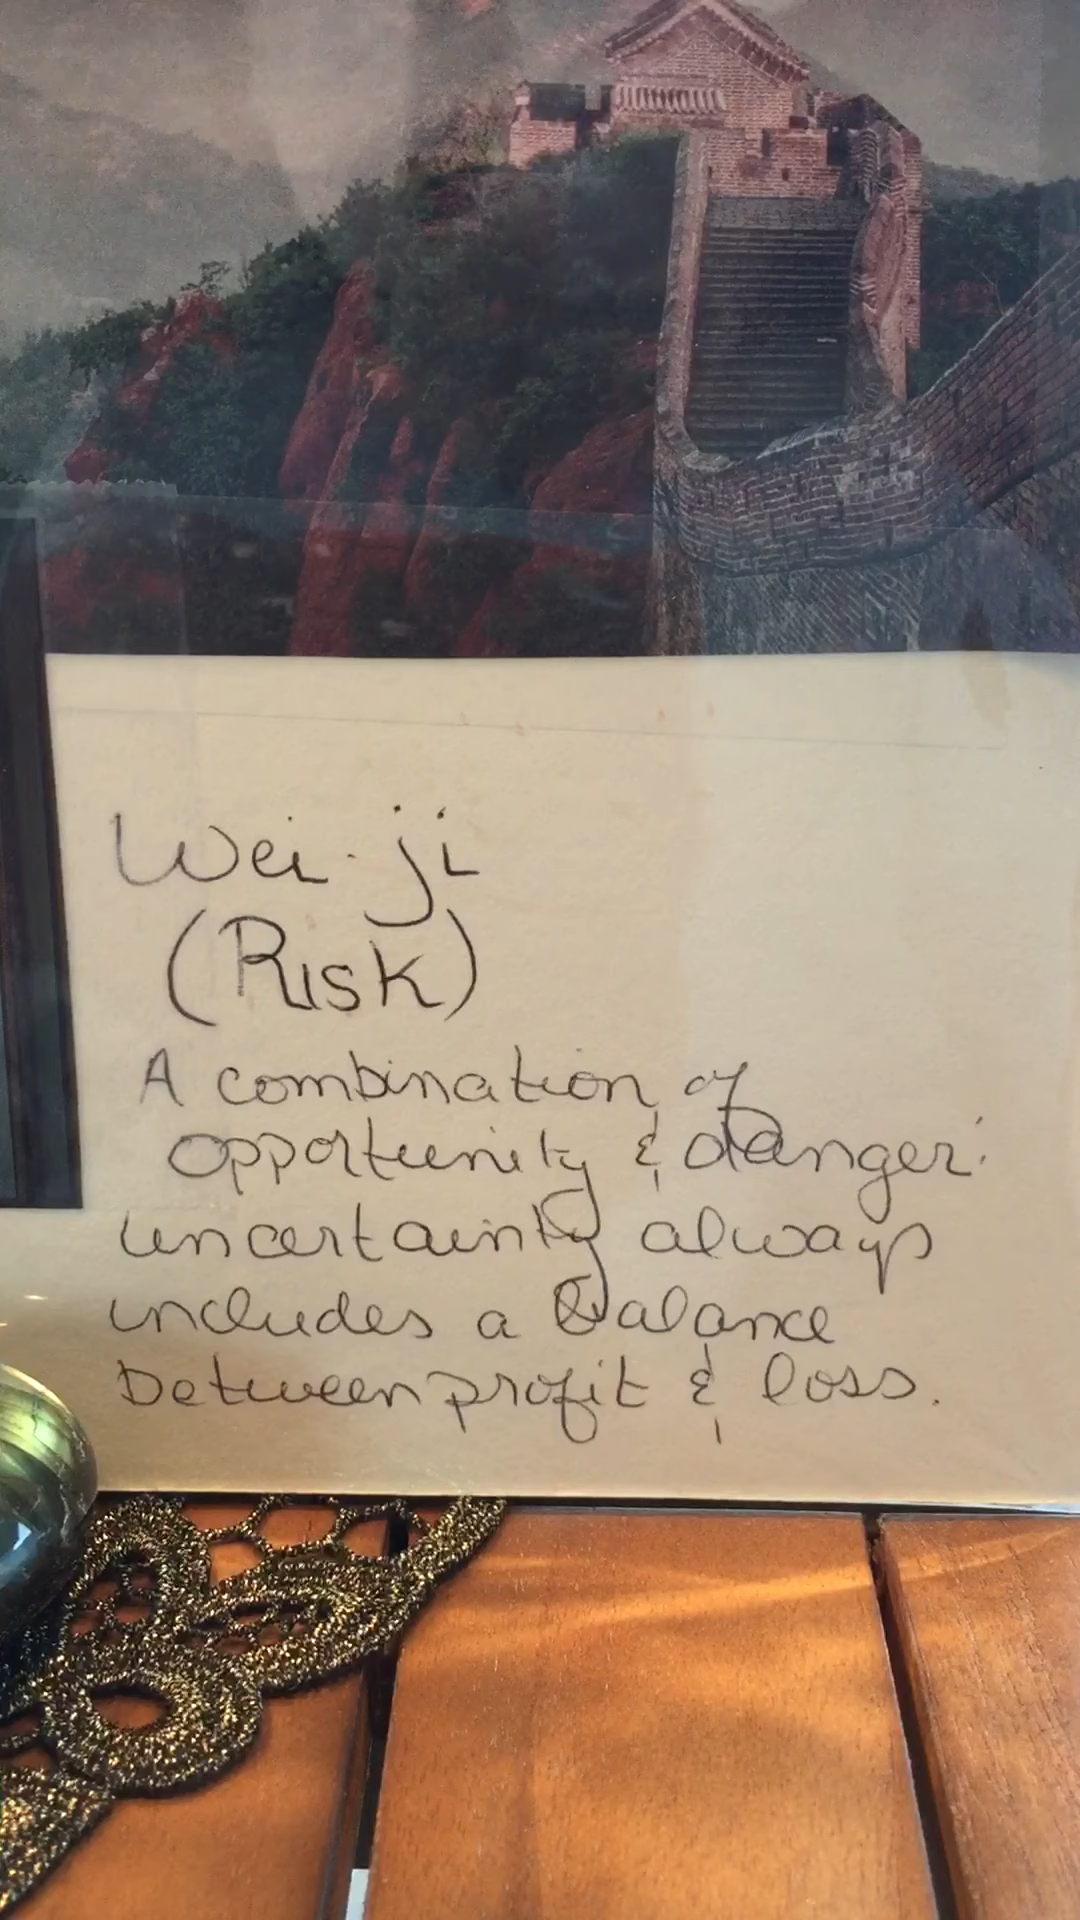 Wei-ji
(Risk)
A combination of
opportunity & danger:
uncertainty always
includes a balance
between profit & loss.